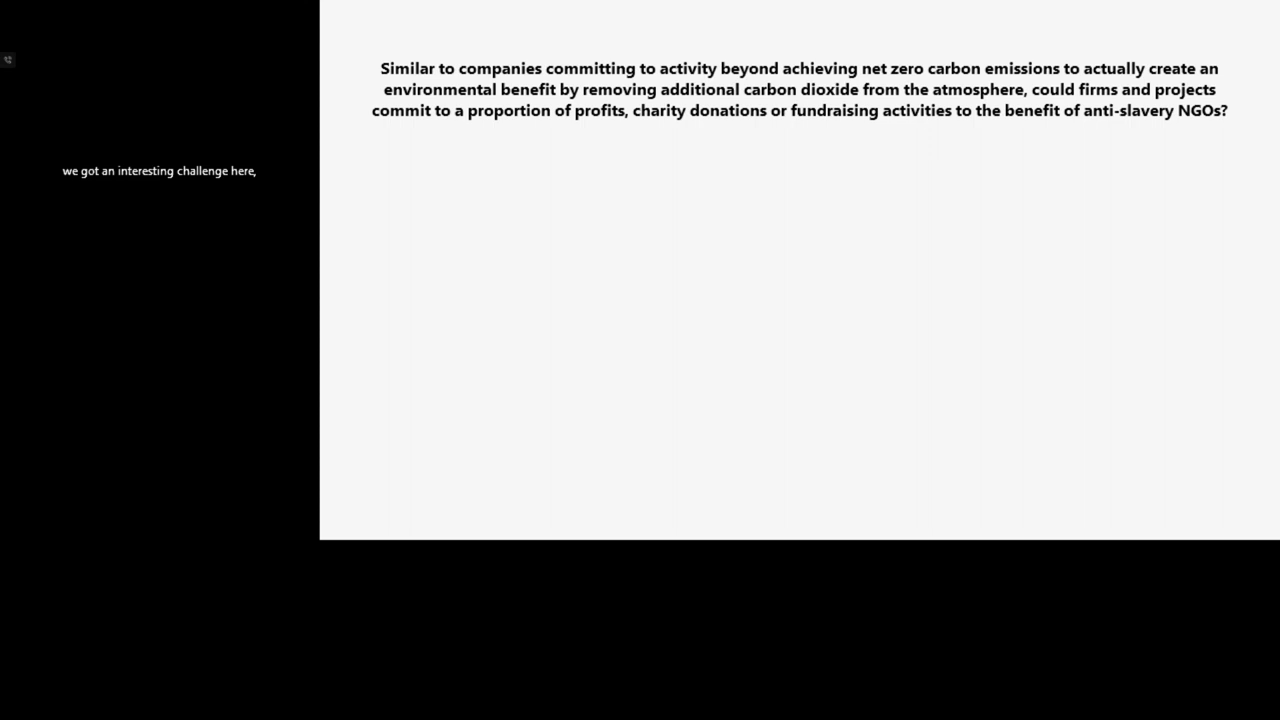 we got an interesting challenge here,
Similar to companies committing to activity beyond achieving net zero carbon emissions to actually create an
environmental benefit by removing additional carbon dioxide from the atmosphere, could firms and projects
commit to a proportion of profits, charity donations or fundraising activities to the benefit of anti-slavery NGOs?